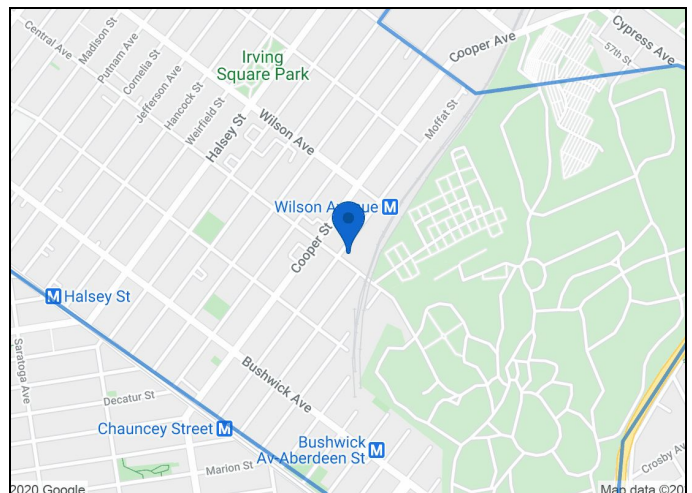 Cypress Ave
57th St
Cooper Ave
Central Ave
Madison St
Putnam Ave
Cornelia St
Jefferson Ave
Hancock St
Weirfield St
Halsey St
Irving
Square Park
Wilson Ave
Moffat St
Wilson Avenue M
Cooper St
M Halsey St
Saratoga Ave
Bushwick Ave
Decatur St
Chauncey Street M
Bushwick
Av-Aberdeen St M
Marion St
Crosby Av
2020 Google
Map data ©20